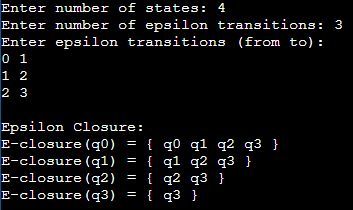 Enter number of states: 4
Enter number of epsilon transitions: 3
Enter epsilon transitions (from to):
0 1
1 2
2 3
Epsilon Closure:
E-closure(q0) = { q0 q1 q2 q3 }
E-closure(q1) = { q1 q2 q3 }
E-closure(q2) = { q2 q3 }
E-closure(q3) = { q3 }